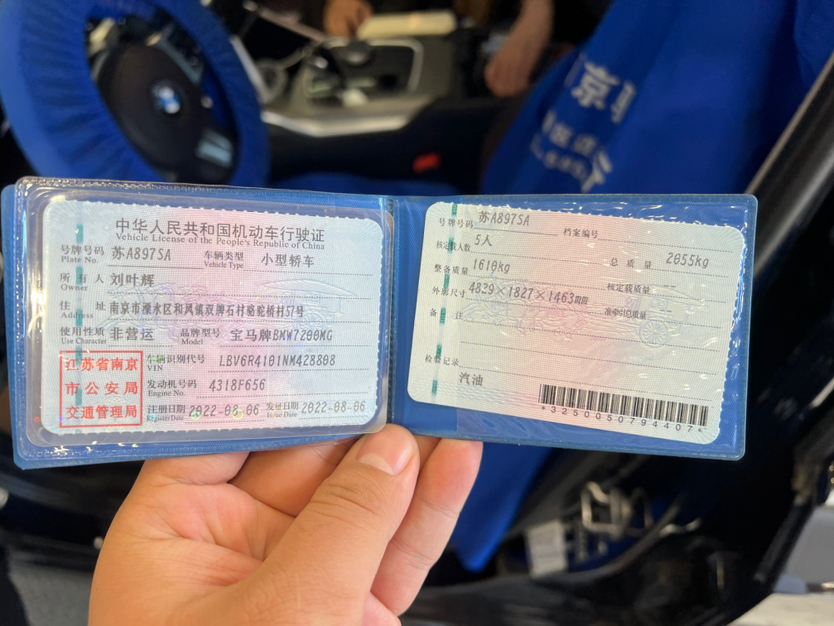 中华人民共和国机动车行驶证
Vehicle License of the People's Republic of China
号牌号码 苏A897SA 车辆类型 小型轿车
Plate No. Vehicle Type
所有人 刘叶辉
Owner
住址 南京市溧水区和凤镇双牌石村骆驼桥村57号
使用性质 非营运 品牌型号 宝马牌BMW7200MG
Use Character Model
江苏省南京
市公安局
交通管理局
车辆识别代号 LBV6R4101NM428808
VIN
发动机号码 4318F656
Engine No.
注册日期 2022-08-06 发证日期 2022-08-06
Register Date Issue Date
号牌号码 苏A897SA 档案编号
核定载人数 5人 总质量 2055kg
整备质量 1610kg 核定载质量 --
外廓尺寸 4829×1827×1463mm 准牵引总质量 --
备注
检验记录
汽油
*3250050794407*
京